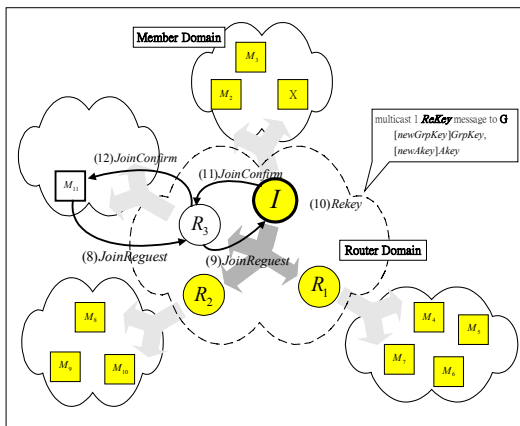 Member Domain
M3
M2
X
multicast 1 ReKey message to G
[newGrpKey]GrpKey,
[newAkey]Akey
(12)JoinConfirm
(11)JoinConfirm
M11
I
(10)Rekey
R3
(8)JoinReguest
(9)JoinReguest
Router Domain
R2
R1
M8
M9
M10
M4
M5
M7
M6